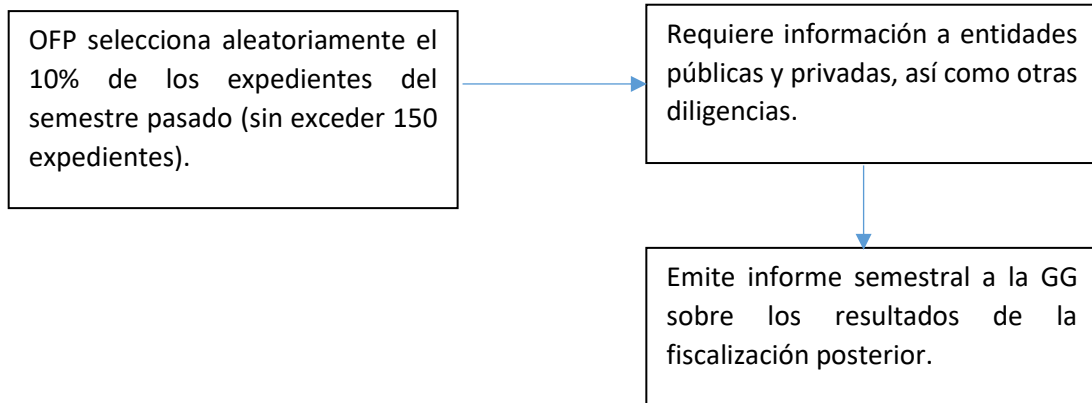 OFP selecciona aleatoriamente el
10% de los expedientes del
semestre pasado (sin exceder 150
expedientes).
Requiere información a entidades
públicas y privadas, así como otras
diligencias.
Emite informe semestral a la GG
sobre los resultados de la
fiscalización posterior.